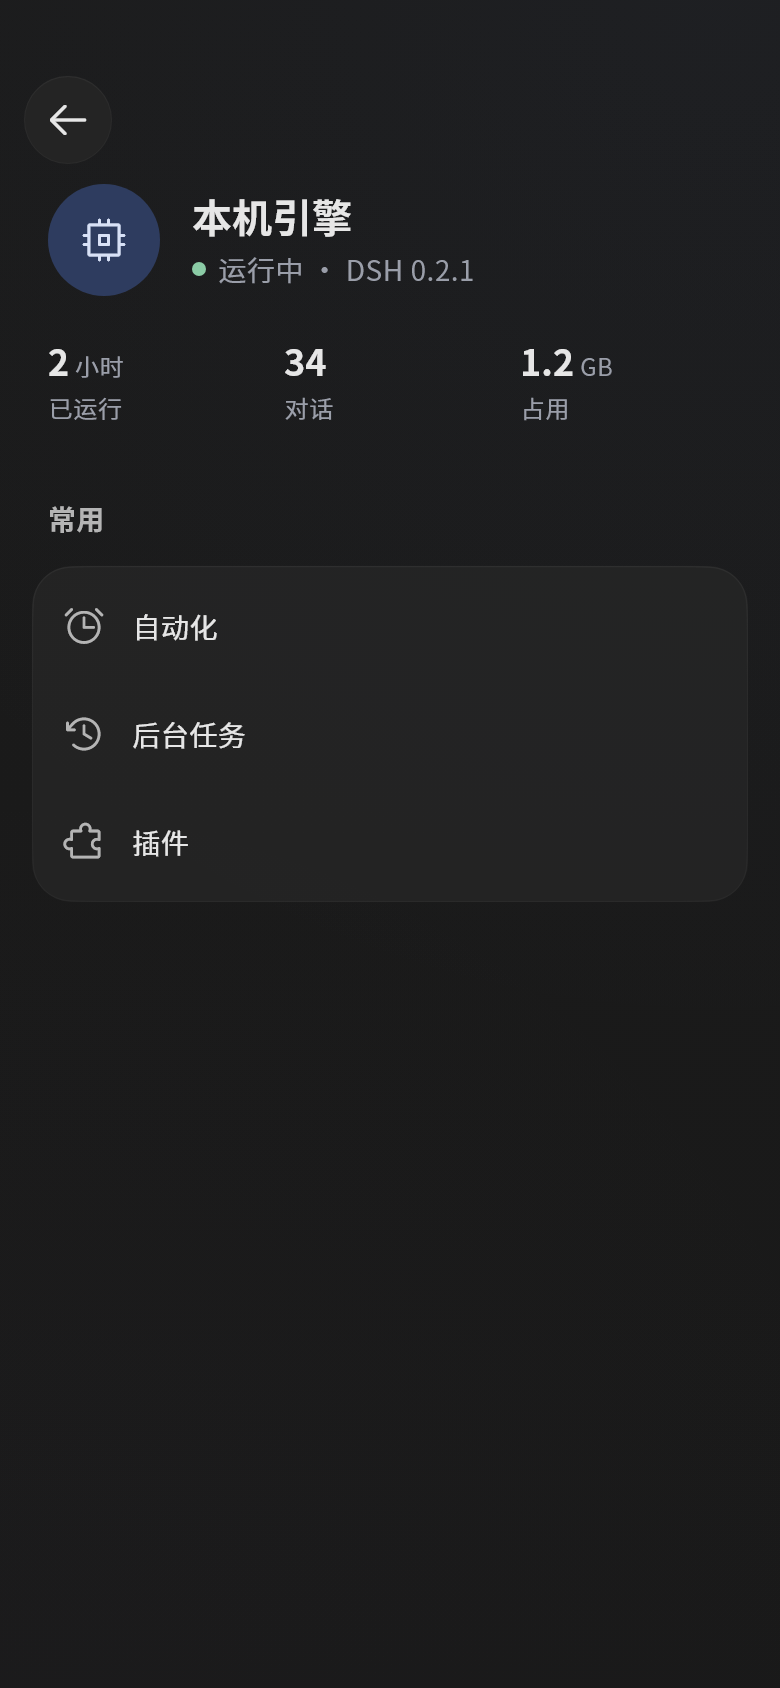 本机引擎
运行中 · DSH 0.2.1
2 小时
已运行
34
对话
1.2 GB
占用
常用
自动化
后台任务
插件